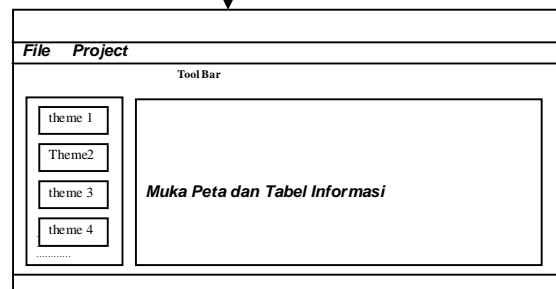 File Project
Tool Bar
theme 1
Theme2
theme 3
Muka Peta dan Tabel Informasi
theme 4
............